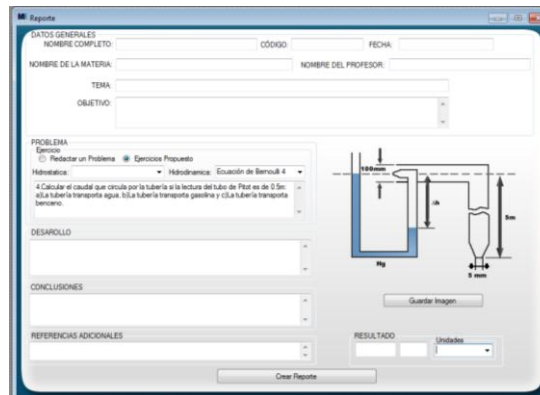 Reporte
DATOS GENERALES
NOMBRE COMPLETO: CÓDIGO: FECHA:
NOMBRE DE LA MATERIA: NOMBRE DEL PROFESOR:
TEMA:
OBJETIVO:
PROBLEMA
Ejercicio
Redactar un Problema Ejercicios Propuesto
Hidrostatica: Hidrodinamica: Ecuación de Bernoulli 4
4.Calcular el caudal que circula por la tubería si la lectura del tubo de Pitot es de 0.5m:
a)La tubería transporta agua, b)La tubería transporta gasolina y c)La tubería transporta
benceno.
100mm
Δh
5m
Hg
5 mm
DESAROLLO
CONCLUSIONES
Guardar Imagen
REFERENCIAS ADICIONALES
RESULTADO
Unidades
Crear Reporte